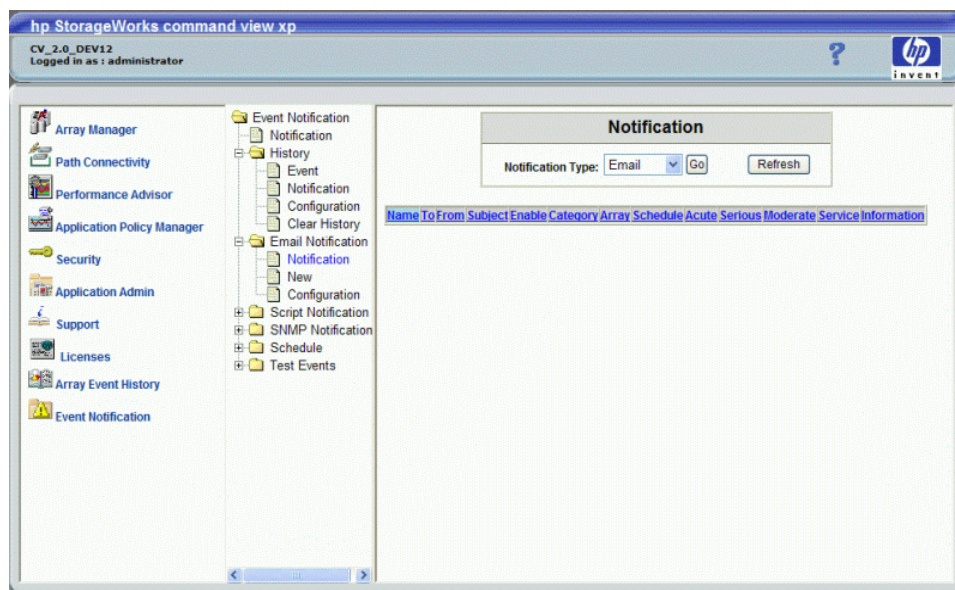 hp StorageWorks command view xp
CV_2.0_DEV12
Logged in as : administrator
?
hp
invent
Array Manager
Path Connectivity
Performance Advisor
Application Policy Manager
Security
Application Admin
Support
Licenses
Array Event History
Event Notification
Event Notification
Notification
History
Event
Notification
Configuration
Clear History
Email Notification
Notification
New
Configuration
Script Notification
SNMP Notification
Schedule
Test Events
Notification
Notification Type: Email Go Refresh
Name To From Subject Enable Category Array Schedule Acute Serious Moderate Service Information